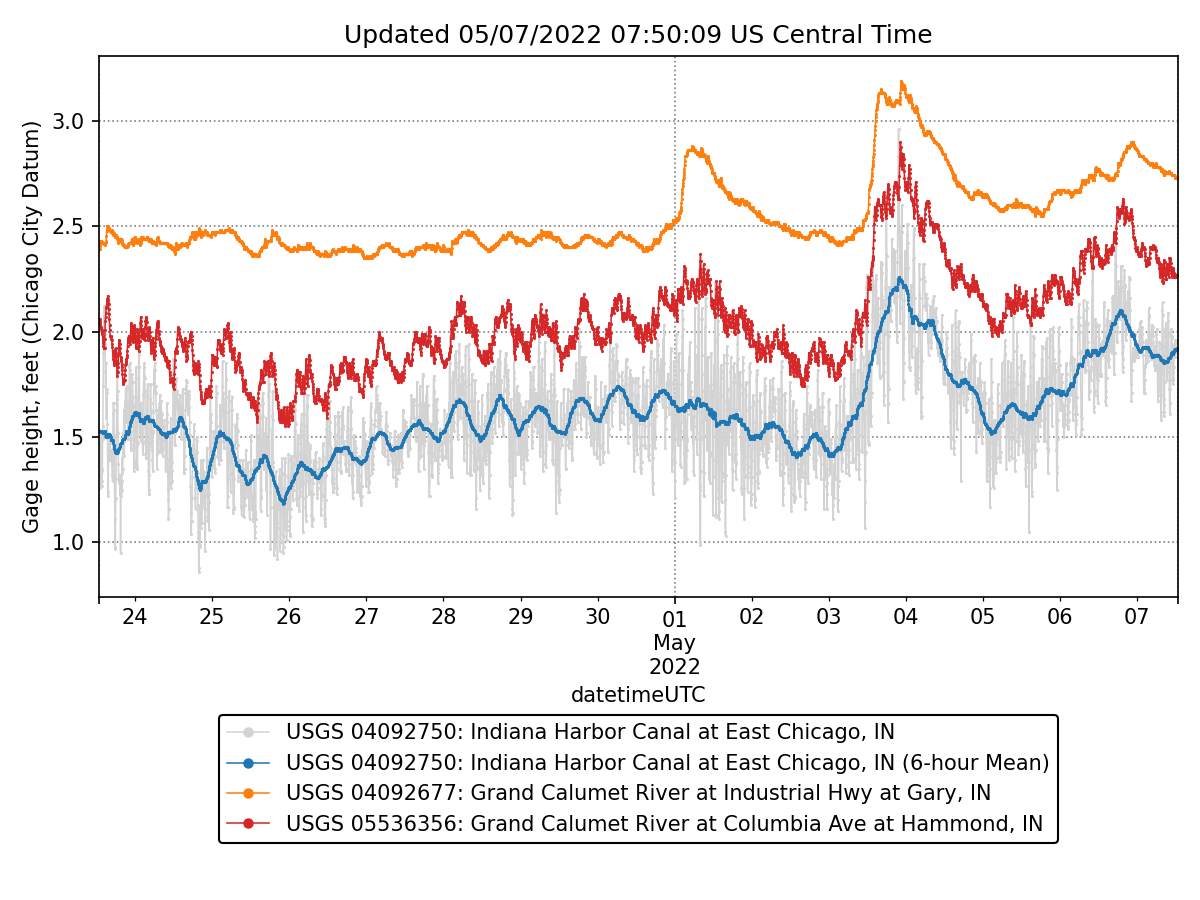 Updated 05/07/2022 07:50:09 US Central Time
Gage height, feet (Chicago City Datum)
3.0
2.5
2.0
1.5
1.0
24 25 26 27 28 29 30 01 02 03 04 05 06 07
May
2022
datetimeUTC
USGS 04092750: Indiana Harbor Canal at East Chicago, IN
USGS 04092750: Indiana Harbor Canal at East Chicago, IN (6-hour Mean)
USGS 04092677: Grand Calumet River at Industrial Hwy at Gary, IN
USGS 05536356: Grand Calumet River at Columbia Ave at Hammond, IN